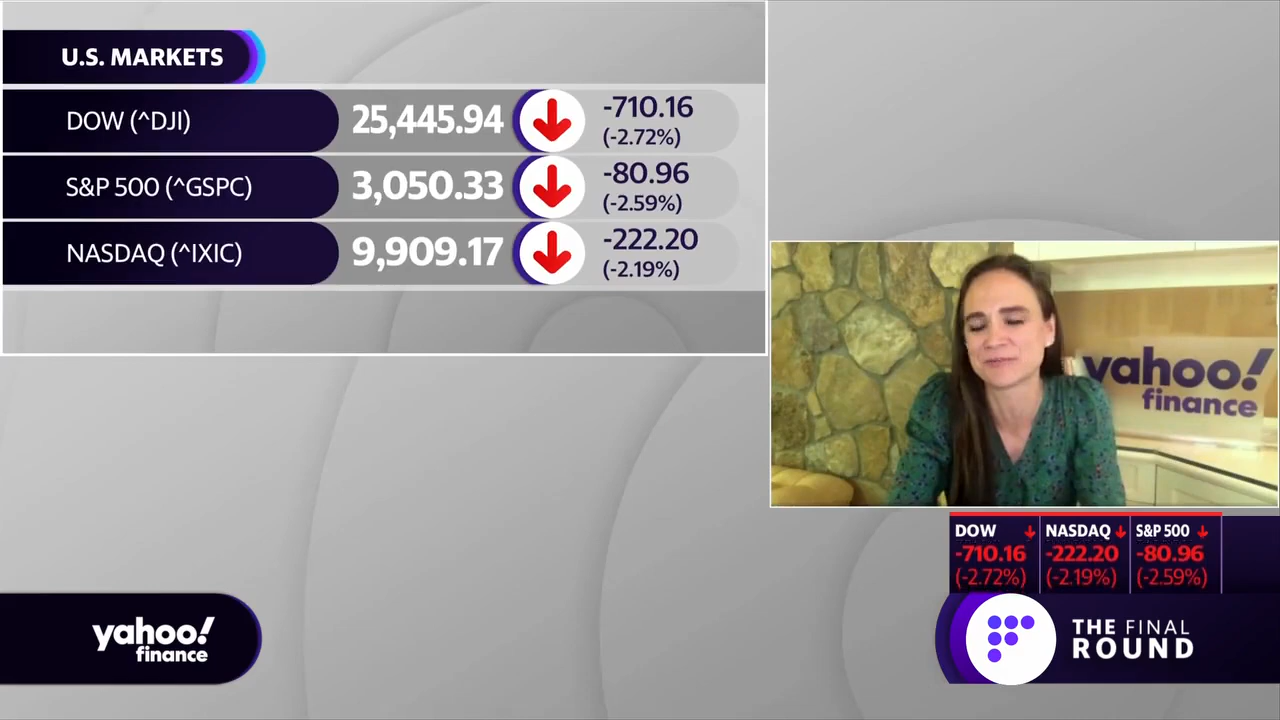 U.S. MARKETS
DOW (^DJI) 25,445.94 -710.16
(-2.72%)
S&P 500 (^GSPC) 3,050.33 -80.96
(-2.59%)
NASDAQ (^IXIC) 9,909.17 -222.20
(-2.19%)
yahoo!
finance
DOW NASDAQ S&P 500
-710.16 -222.20 -80.96
(-2.72%) (-2.19%) (-2.59%)
yahoo!
finance
THE FINAL
ROUND